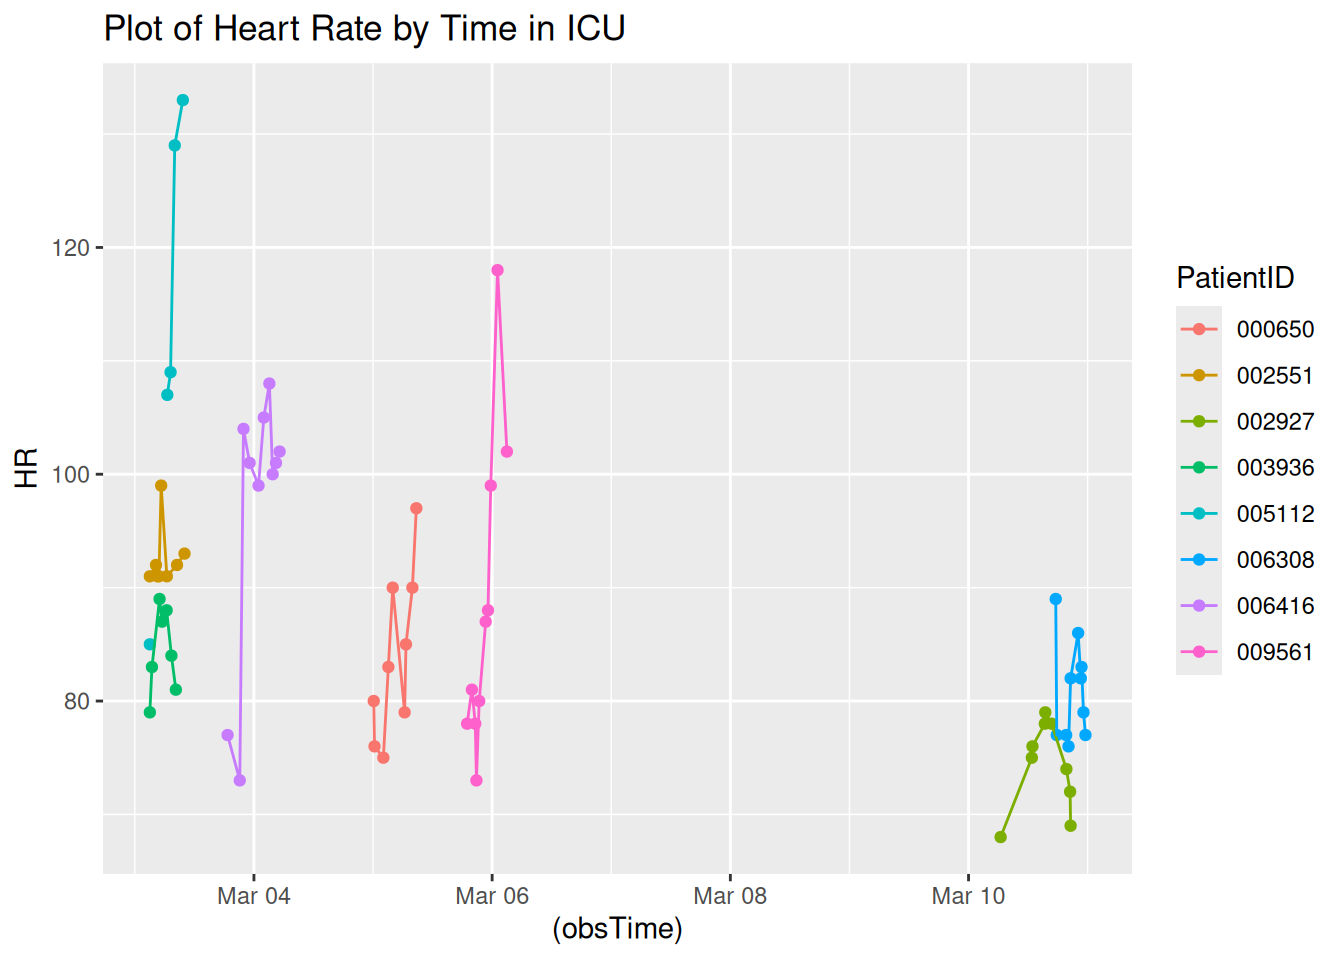 Plot of Heart Rate by Time in ICU
HR
120
100
80
Mar 04
Mar 06
Mar 08
Mar 10
(obsTime)
PatientID
000650
002551
002927
003936
005112
006308
006416
009561